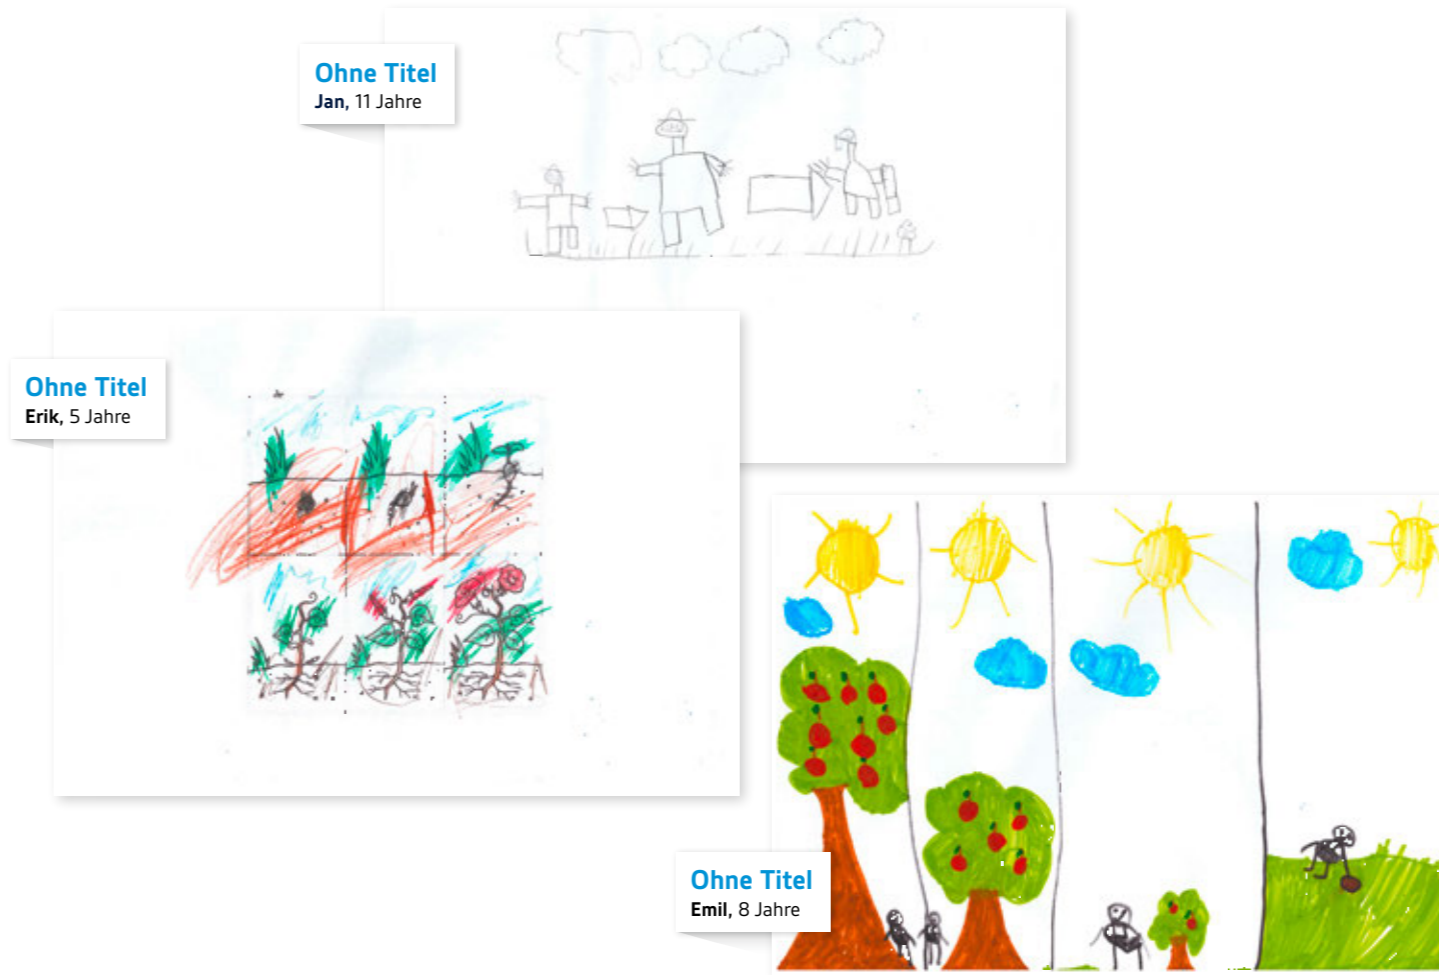 Ohne Titel
Jan, 11 Jahre
Ohne Titel
Erik, 5 Jahre
Ohne Titel
Emil, 8 Jahre